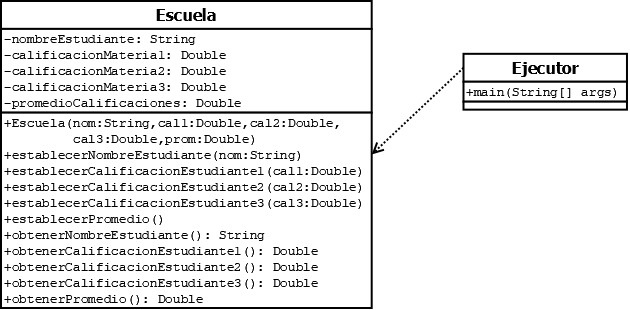 Escuela
-nombreEstudiante: String
-calificacionMateria1: Double
-calificacionMateria2: Double
-calificacionMateria3: Double
-promedioCalificaciones: Double
+Escuela(nom:String,cal1:Double,cal2:Double,
cal3:Double,prom:Double)
+establecerNombreEstudiante(nom:String)
+establecerCalificacionEstudiante1(cal1:Double)
+establecerCalificacionEstudiante2(cal2:Double)
+establecerCalificacionEstudiante3(cal3:Double)
+establecerPromedio()
+obtenerNombreEstudiante(): String
+obtenerCalificacionEstudiante1(): Double
+obtenerCalificacionEstudiante2(): Double
+obtenerCalificacionEstudiante3(): Double
+obtenerPromedio(): Double
Ejecutor
+main(String[] args)